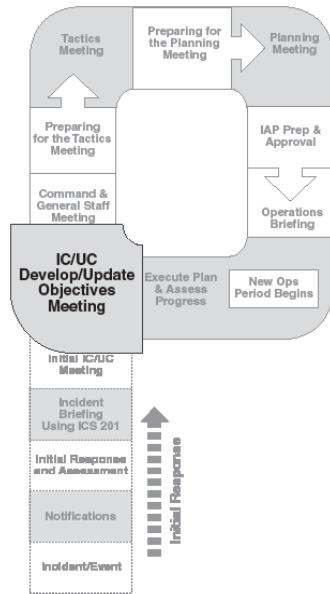 Tactics
Meeting
Preparing for
the Planning
Meeting
Planning
Meeting
Preparing
for the Tactics
Meeting
IAP Prep &
Approval
Command &
General Staff
Meeting
Operations
Briefing
IC/UC
Develop/Update
Objectives
Meeting
Execute Plan
& Assess
Progress
New Ops
Period Begins
Initial IC/UC
Meeting
Incident
Briefing
Using ICS 201
Initial Response
and Assessment
Notifications
Incident/Event
Initial Response